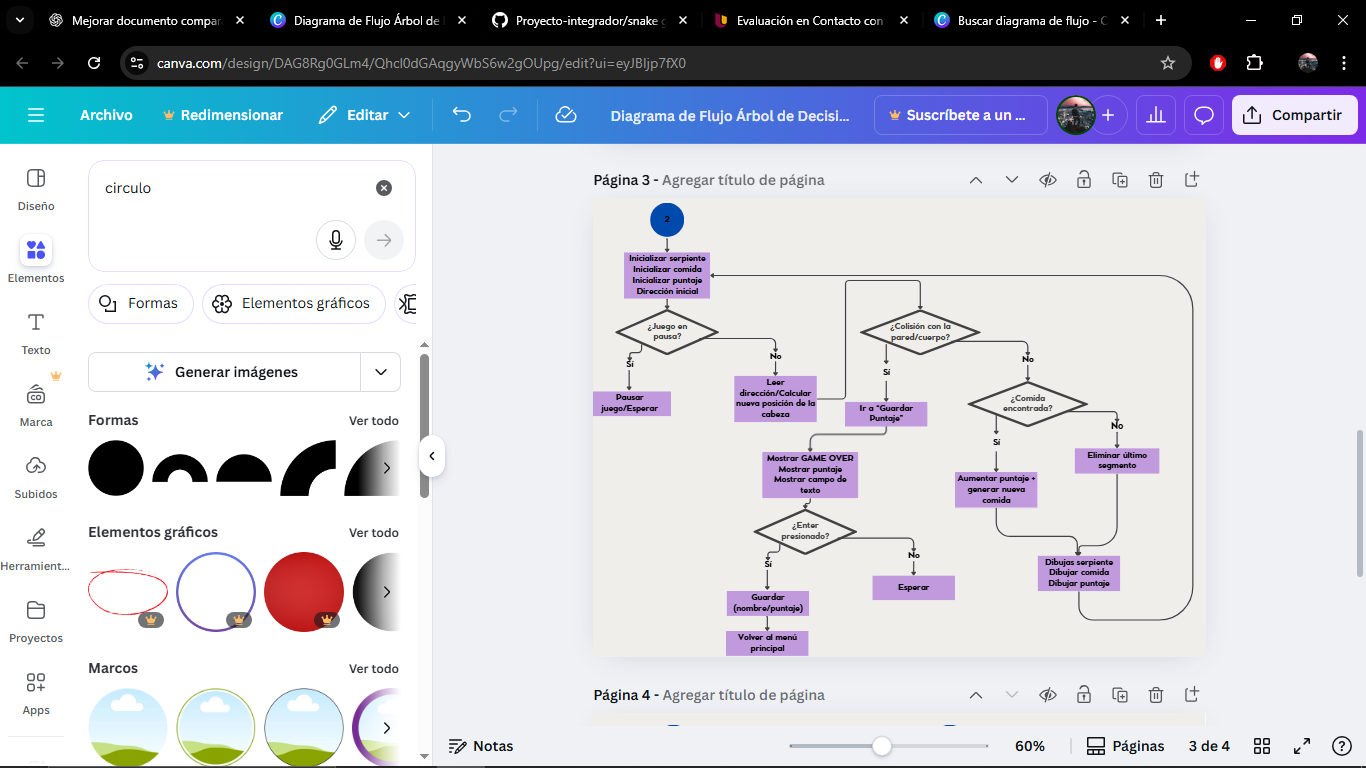 Mejorar documento compar
Diagrama de Flujo Árbol de
Proyecto-integrador/snake g
Evaluación en Contacto con
Buscar diagrama de flujo - C
canva.com/design/DAG8Rg0GLm4/Qhcl0dGAqgyWbS6w2gOUpg/edit?ui=eyJBIjp7fX0
Archivo
Redimensionar
Editar
Diagrama de Flujo Árbol de Decisi...
Suscríbete a un ...
Compartir
Diseño
Elementos
Texto
Marca
Subidos
Herramient...
Proyectos
Apps
circulo
Formas
Elementos gráficos
Generar imágenes
Formas
Ver todo
Elementos gráficos
Ver todo
Marcos
Ver todo
Página 3 - Agregar título de página
2
Inicializar serpiente
Inicializar comida
Inicializar puntaje
Dirección inicial
¿Juego en
pausa?
Sí
No
Pausar
juego/Esperar
Leer
dirección/Calcular
nueva posición de la
cabeza
¿Colisión con la
pared/cuerpo?
Sí
No
Ir a "Guardar
Puntaje"
¿Comida
encontrada?
Sí
No
Mostrar GAME OVER
Mostrar puntaje
Mostrar campo de
texto
Aumentar puntaje +
generar nueva
comida
Eliminar último
segmento
¿Enter
presionado?
Sí
No
Dibujas serpiente
Dibujar comida
Dibujar puntaje
Guardar
(nombre/puntaje)
Esperar
Volver al menú
principal
Página 4 - Agregar título de página
Notas
60%
Páginas
3 de 4